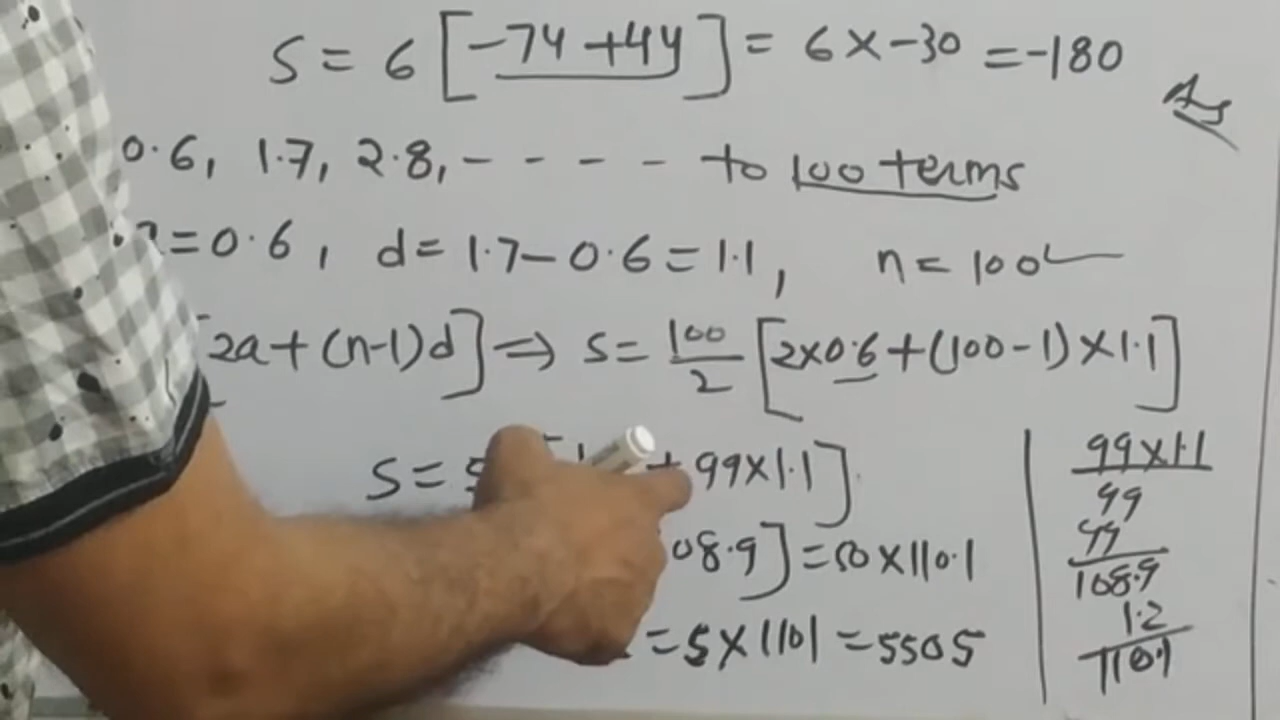 S = 6 [-74 +44] = 6 × -30 = -180
Ans
0.6, 1.7, 2.8, - - - - to 100 terms
= 0.6, d = 1.7 - 0.6 = 1.1, n = 100
2a + (n-1)d] ⇒ S = 100/2 [2×0.6 + (100-1) × 1.1]
S = 5 + 99×1.1]
08.9] = 50 × 110.1
= 5 × 1101 = 5505
99×1.1
99
99
108.9
1.2
110.1